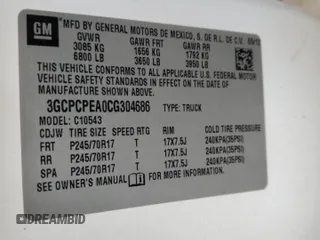 GM
MFD BY GENERAL MOTORS DE MEXICO, S. DE R.L. DE C.V. 09/12
GVWR GAWR FRT GAWR RR
3085 KG 1656 KG 1792 KG
6800 LB 3650 LB 3950 LB
THIS VEHICLE CONFORMS TO ALL APPLICABLE U.S. FEDERAL MOTOR
VEHICLE SAFETY STANDARDS IN EFFECT ON THE DATE OF
MANUFACTURE SHOWN ABOVE.
3GCPCPEA0CG304686 TYPE: TRUCK
MODEL: C10543
CDJW TIRE SIZE SPEED RTG RIM COLD TIRE PRESSURE
FRT P245/70R17 T 17X7.5J 240KPA(35PSI)
RR P245/70R17 T 17X7.5J 240KPA(35PSI)
SPA P245/70R17 T 17X7.5J 240KPA(35PSI)
SEE OWNER'S MANUAL
DREAMBID